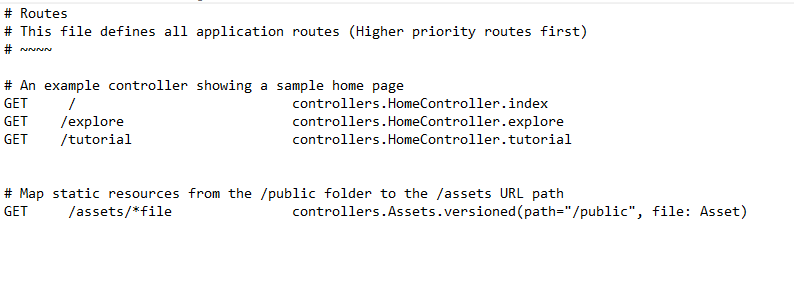 # Routes
# This file defines all application routes (Higher priority routes first)
# ~~~~
# An example controller showing a sample home page
GET     /                           controllers.HomeController.index
GET    /explore                     controllers.HomeController.explore
GET    /tutorial                    controllers.HomeController.tutorial
# Map static resources from the /public folder to the /assets URL path
GET     /assets/*file               controllers.Assets.versioned(path="/public", file: Asset)